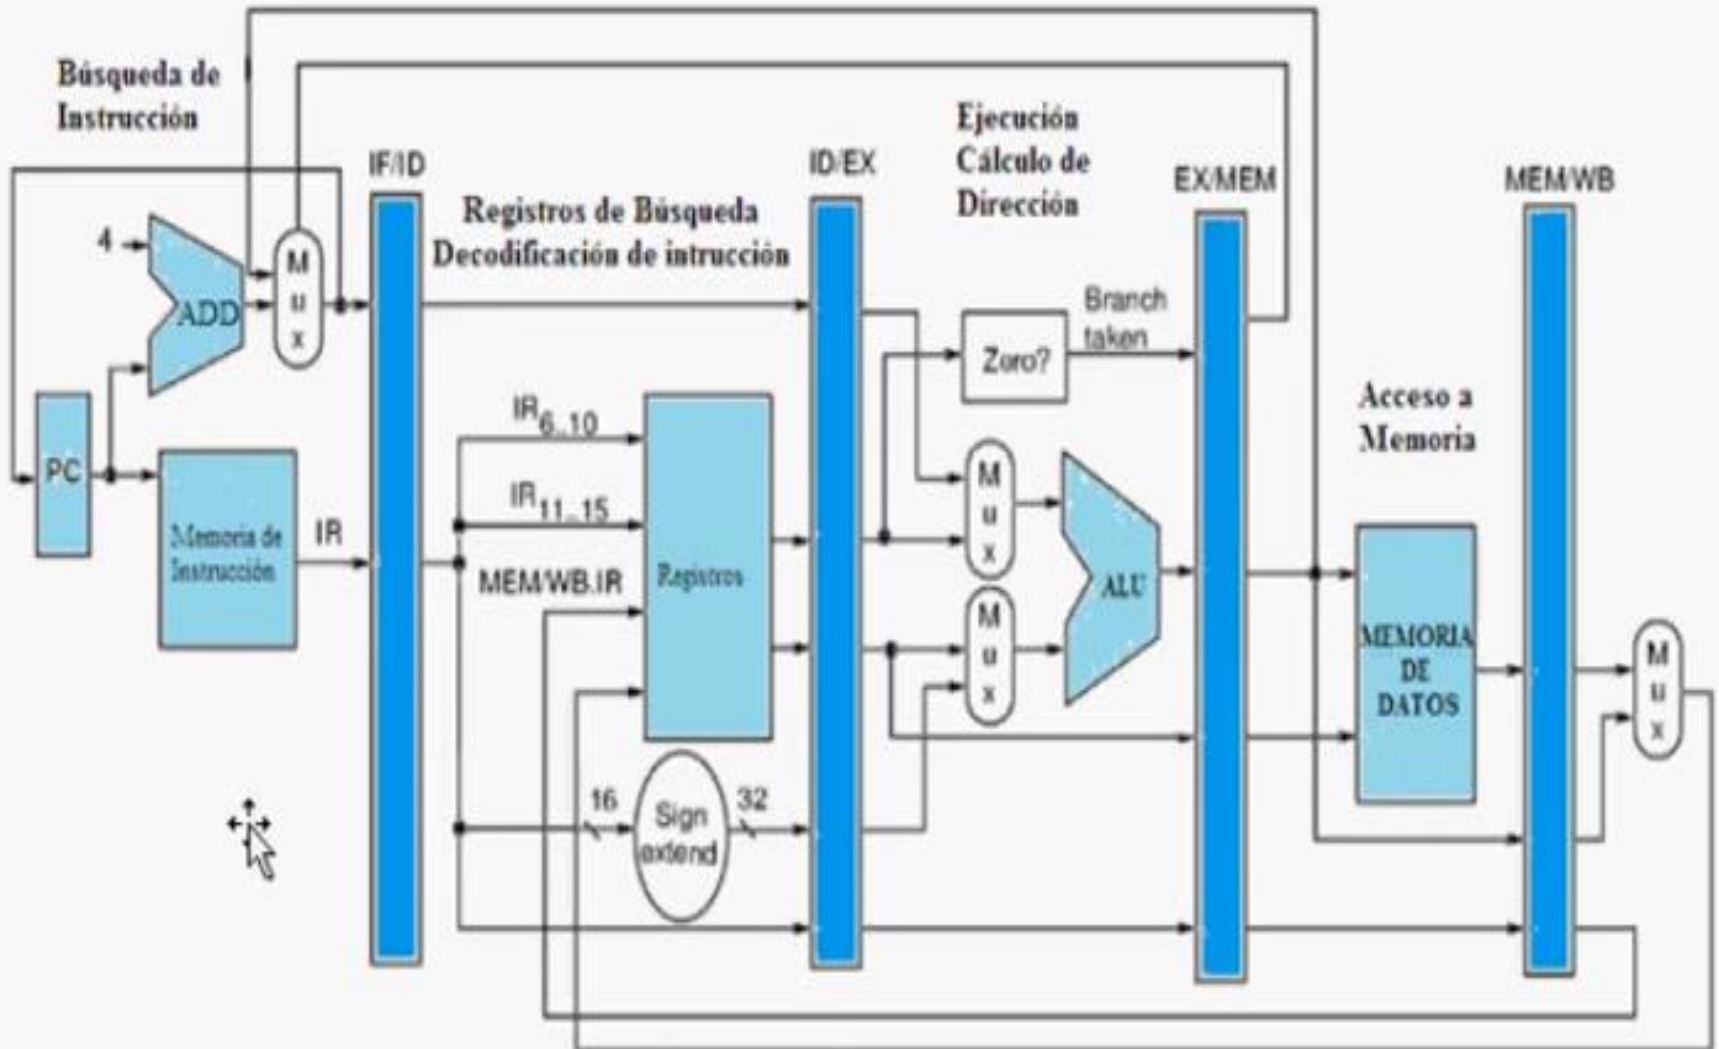 Búsqueda de
Instrucción
IF/ID
Registros de Búsqueda
Decodificación de intrucción
ID/EX
Ejecución
Cálculo de
Dirección
EX/MEM
MEM/WB
4
ADD
M
u
x
Branch
taken
Zoro?
Acceso a
Memoria
PC
Memoria de
Instrucción
IR
IR6..10
IR11..15
MEM/WB.IR
Registros
M
u
x
M
u
x
ALU
MEMORIA
DE
DATOS
M
u
x
16
Sign
extend
32